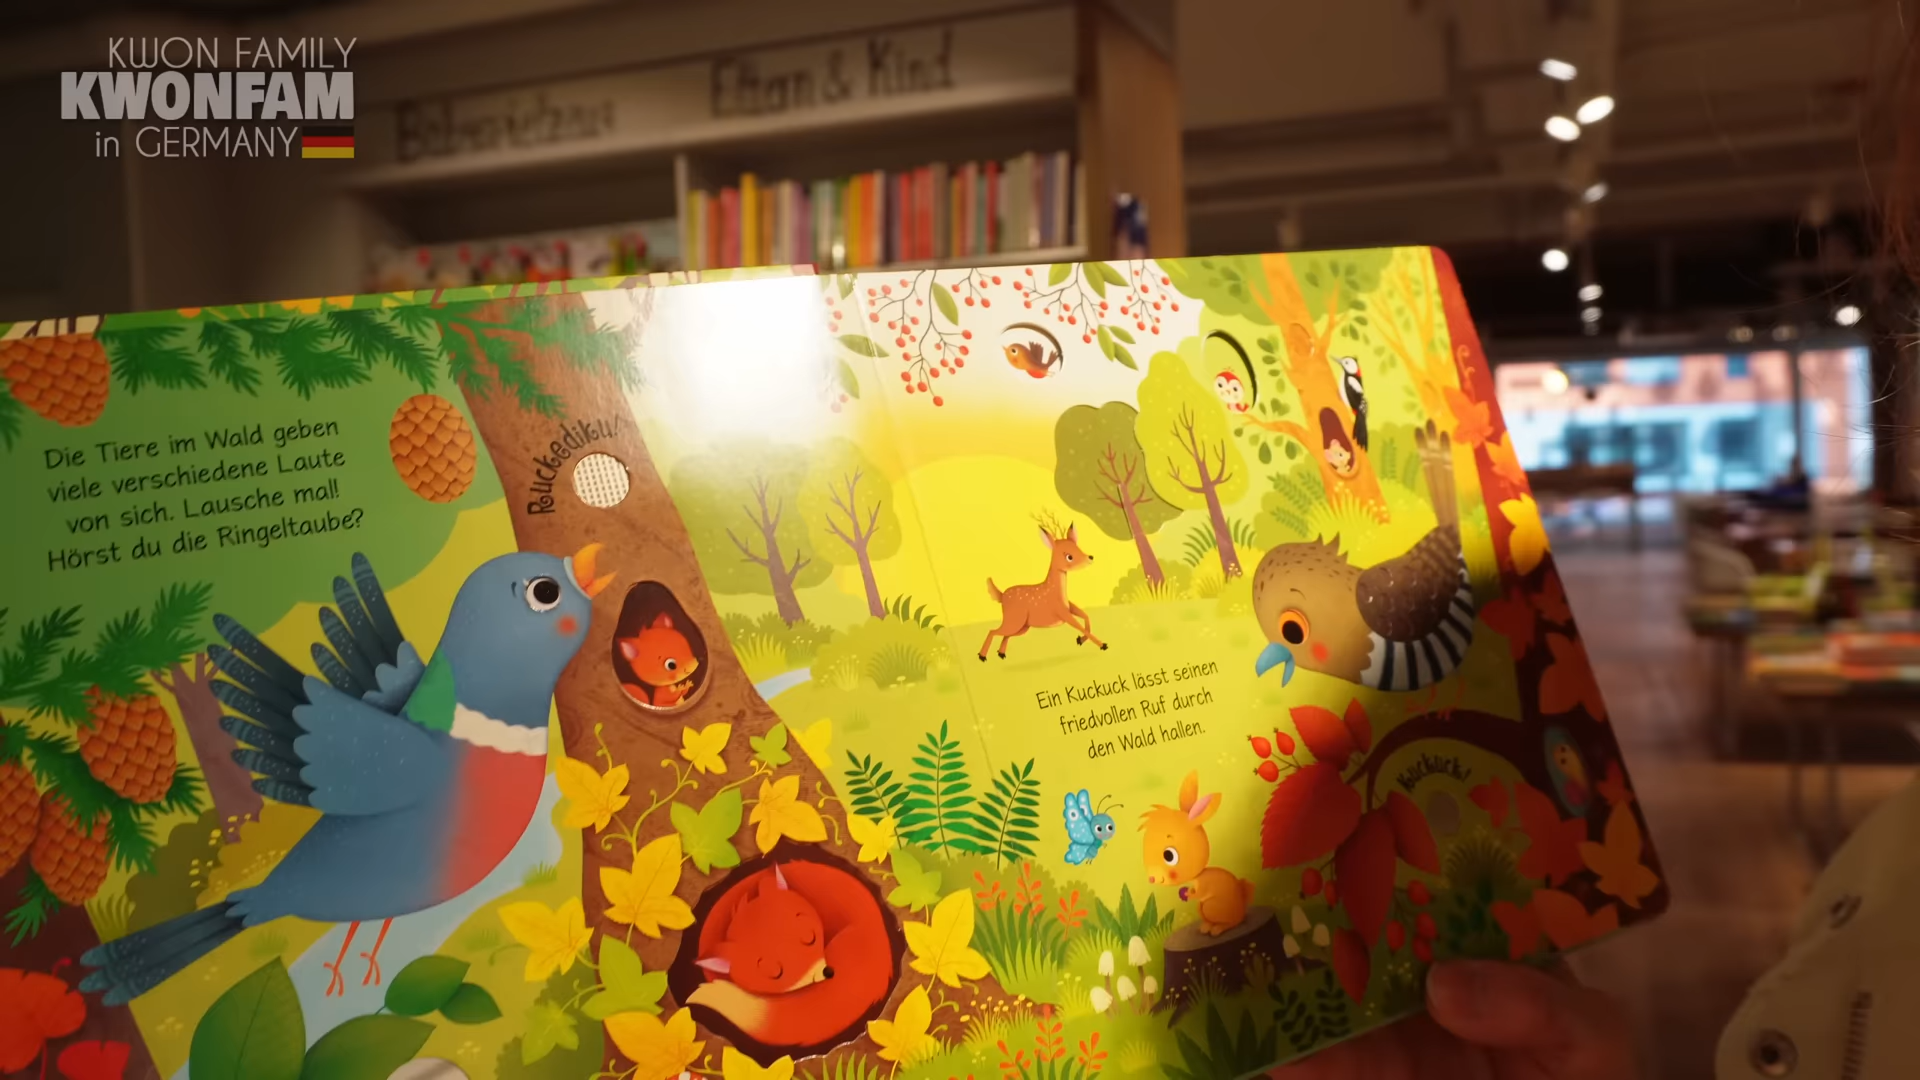 KWON FAMILY
KWONFAM
in GERMANY
Eltern & Kind
Die Tiere im Wald geben
viele verschiedene Laute
von sich. Lausche mal!
Hörst du die Ringeltaube?
Ruckediku!
Ein Kuckuck lässt seinen
friedvollen Ruf durch
den Wald hallen.
Kuckuck!